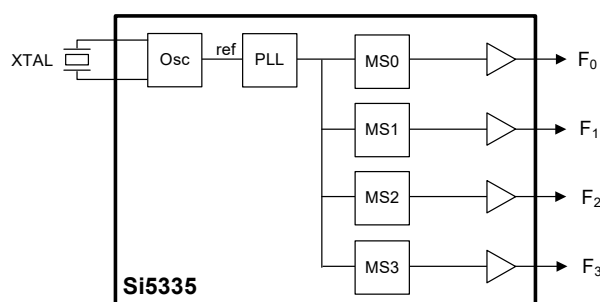 XTAL
Osc
ref
PLL
MS0
F₀
MS1
F₁
MS2
F₂
MS3
F₃
Si5335